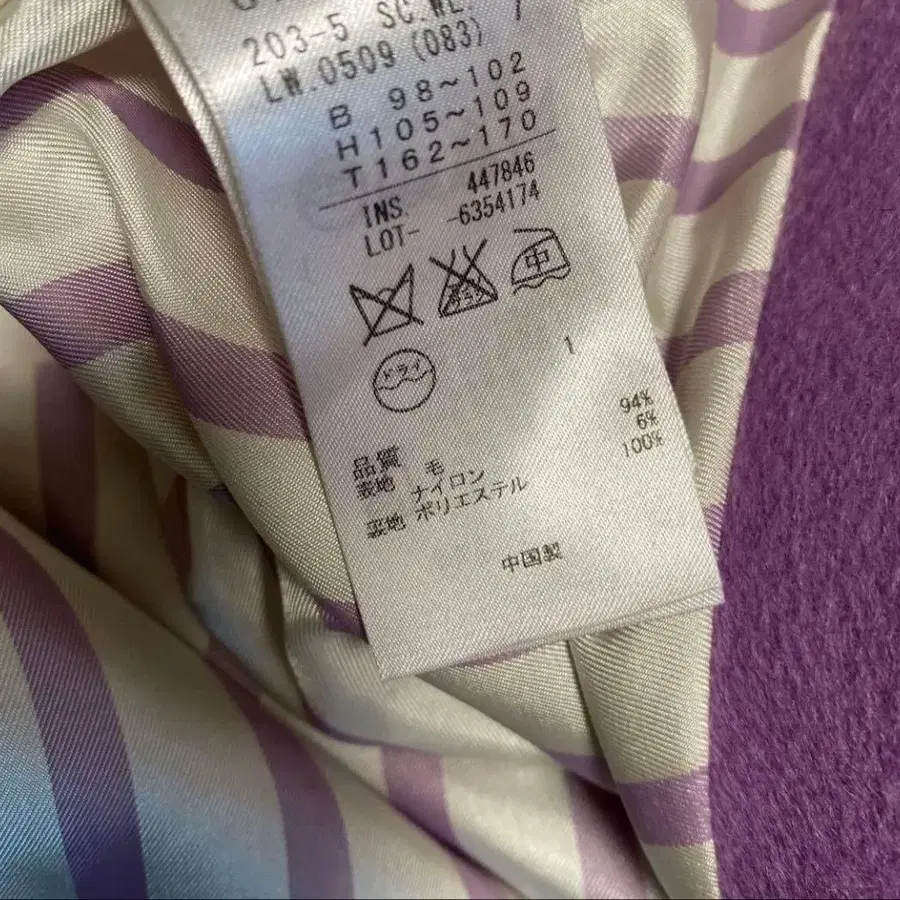 203-5 SC.WE.
LW.0509 (083) 7
B 98~102
H105~109
T162~170
INS. 447846
LOT- -6354174
中
ドライ
1
品質
表地 毛 94%
ナイロン 6%
裏地 ポリエステル 100%
中国製